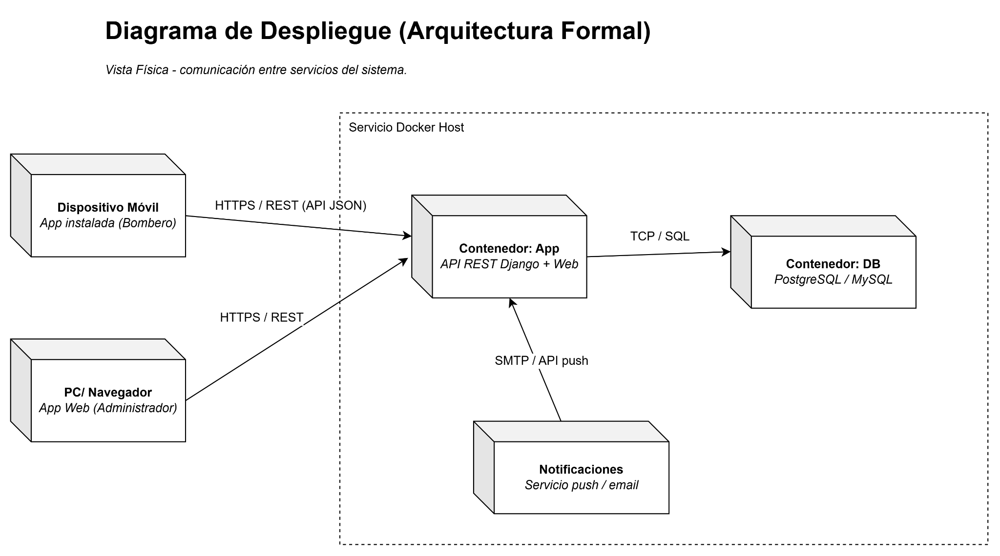 Diagrama de Despliegue (Arquitectura Formal)
Vista Física - comunicación entre servicios del sistema.
Servicio Docker Host
Dispositivo Móvil
App instalada (Bombero)
HTTPS / REST (API JSON)
Contenedor: App
API REST Django + Web
TCP / SQL
Contenedor: DB
PostgreSQL / MySQL
HTTPS / REST
SMTP / API push
PC/ Navegador
App Web (Administrador)
Notificaciones
Servicio push / email